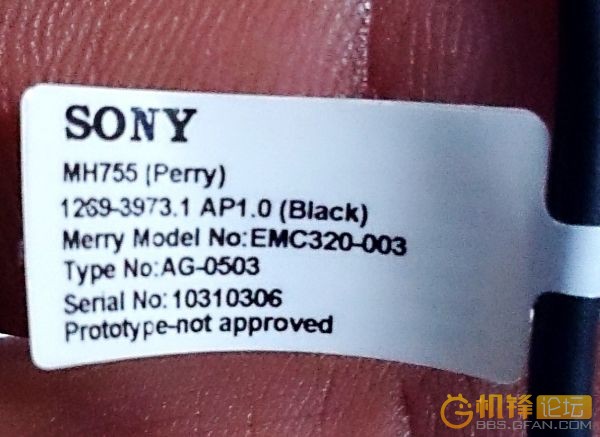 SONY
MH755 (Perry)
1269-3973.1 AP1.0 (Black)
Merry Model No:EMC320-003
Type No:AG-0503
Serial No:10310306
Prototype-not approved
机锋论坛
BBS.GFAN.COM